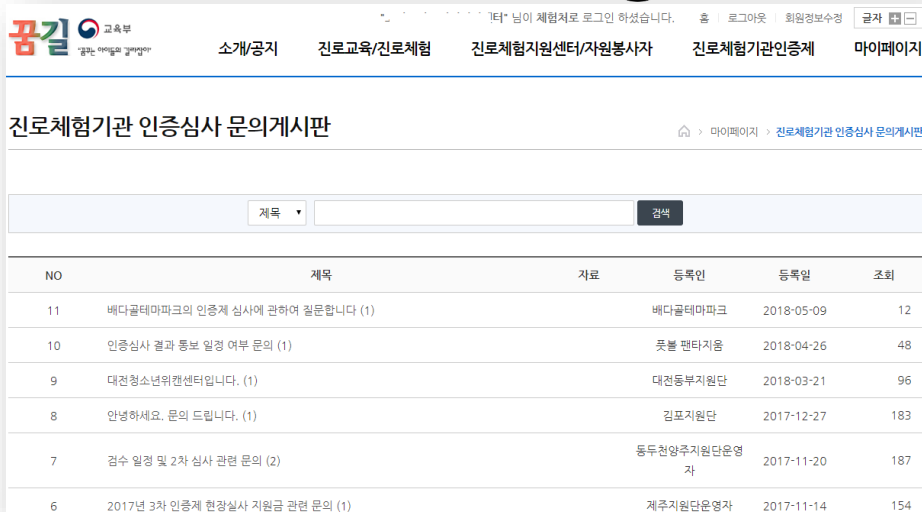 꿈길 교육부
"꿈꾸는 아이들의 길라잡이"
센터" 님이 체험처로 로그인 하셨습니다. 홈 로그아웃 회원정보수정 글자
소개/공지 진로교육/진로체험 진로체험지원센터/자원봉사자 진로체험기관인증제 마이페이지
진로체험기관 인증심사 문의게시판
마이페이지 > 진로체험기관 인증심사 문의게시판
제목 ▼ 검색
NO 제목 자료 등록인 등록일 조회
11 배다골테마파크의 인증제 심사에 관하여 질문합니다 (1) 배다골테마파크 2018-05-09 12
10 인증심사 결과 통보 일정 여부 문의 (1) 풋볼 팬타지움 2018-04-26 48
9 대전청소년위캔센터입니다. (1) 대전동부지원단 2018-03-21 96
8 안녕하세요, 문의 드립니다. (1) 김포지원단 2017-12-27 183
7 검수 일정 및 2차 심사 관련 문의 (2) 동두천양주지원단운영자 2017-11-20 187
6 2017년 3차 인증제 현장실사 지원금 관련 문의 (1) 제주지원단운영자 2017-11-14 154